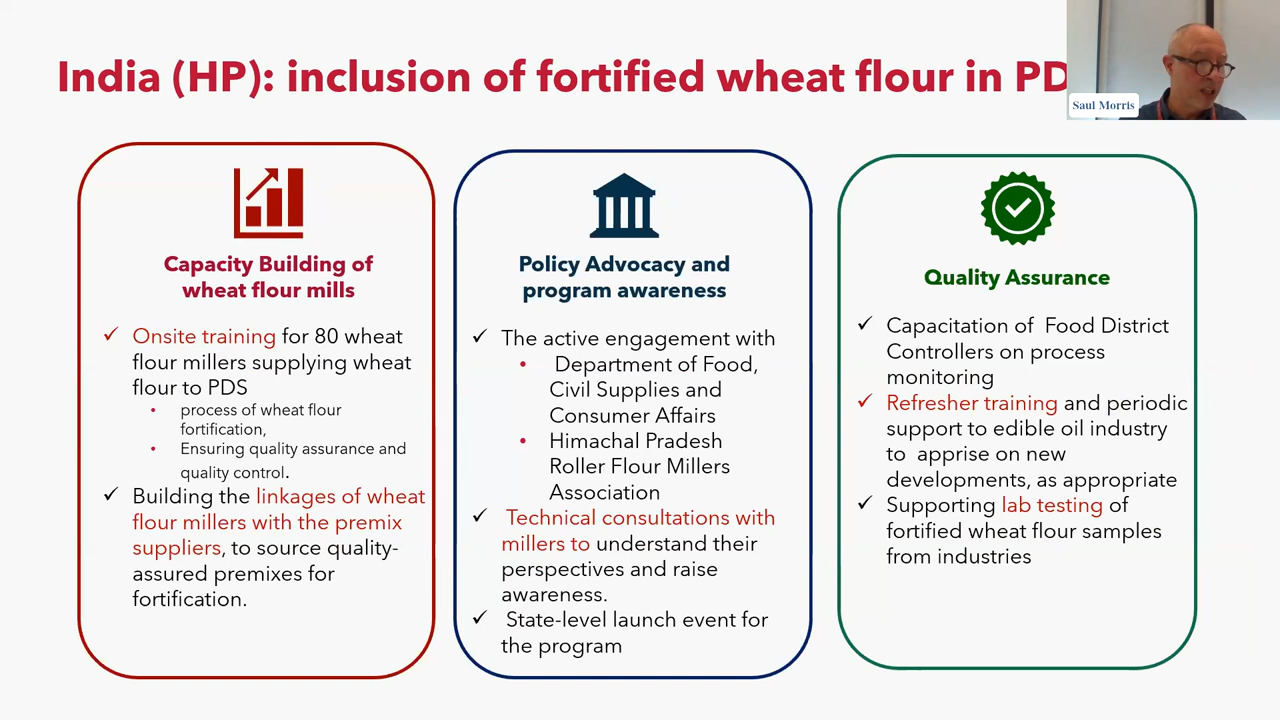 India (HP): inclusion of fortified wheat flour in PD
Saul Morris
Capacity Building of
wheat flour mills
✓ Onsite training for 80 wheat
flour millers supplying wheat
flour to PDS
• process of wheat flour
fortification,
• Ensuring quality assurance and
quality control.
✓ Building the linkages of wheat
flour millers with the premix
suppliers, to source quality-
assured premixes for
fortification.
Policy Advocacy and
program awareness
✓ The active engagement with
• Department of Food,
Civil Supplies and
Consumer Affairs
• Himachal Pradesh
Roller Flour Millers
Association
✓ Technical consultations with
millers to understand their
perspectives and raise
awareness.
✓ State-level launch event for
the program
Quality Assurance
✓ Capacitation of Food District
Controllers on process
monitoring
✓ Refresher training and periodic
support to edible oil industry
to apprise on new
developments, as appropriate
✓ Supporting lab testing of
fortified wheat flour samples
from industries